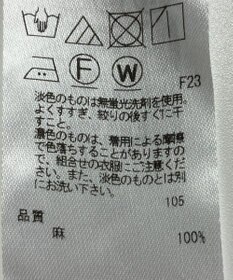 F W
F23
淡色のものは無蛍光洗剤を使用。
よくすすぎ、絞りの後すぐに干
すこと。
濃色のものは、着用による摩擦
で色落ちすることがありますの
で、組合せの衣服にご注意くださ
い。また、淡色のものとは別
にお洗い下さい。
105
品質
麻 100%